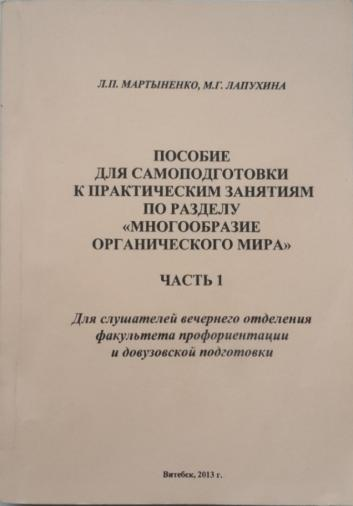 Л.П. МАРТЫНЕНКО, М.Г. ЛАПУХИНА
ПОСОБИЕ
ДЛЯ САМОПОДГОТОВКИ
К ПРАКТИЧЕСКИМ ЗАНЯТИЯМ
ПО РАЗДЕЛУ
«МНОГООБРАЗИЕ
ОРГАНИЧЕСКОГО МИРА»
ЧАСТЬ 1
Для слушателей вечернего отделения
факультета профориентации
и довузовской подготовки
Витебск, 2013 г.